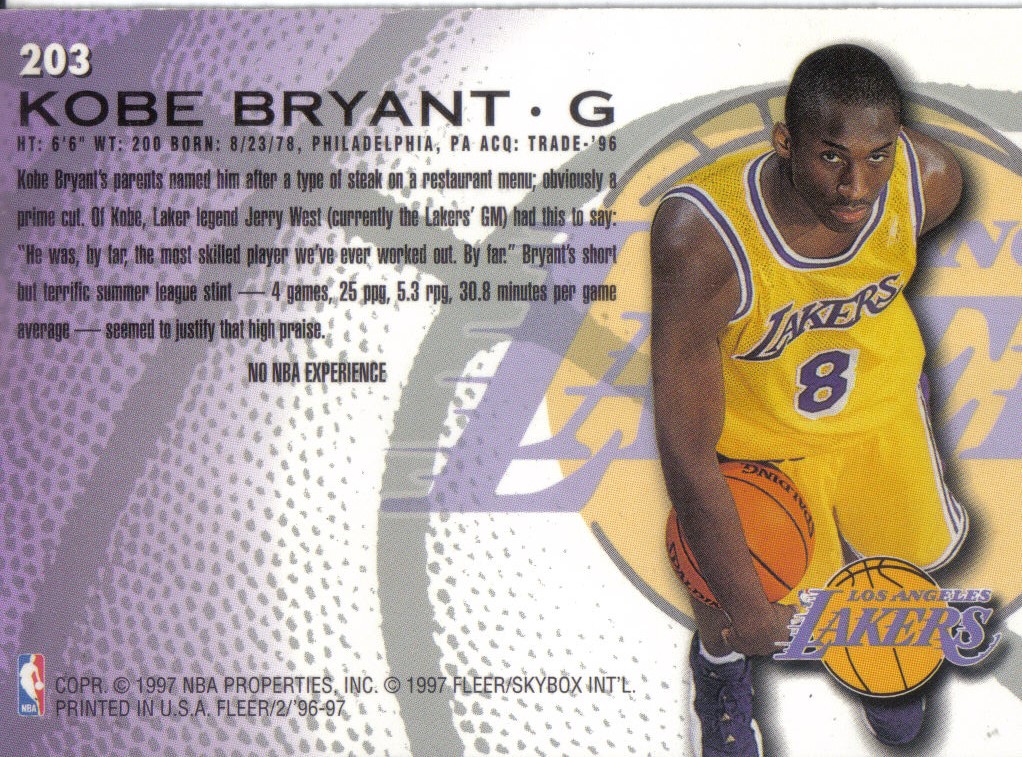 203
KOBE BRYANT · G
HT: 6'6" WT: 200 BORN: 8/23/78, PHILADELPHIA, PA ACQ: TRADE-'96
Kobe Bryant's parents named him after a type of steak on a restaurant menu; obviously a
prime cut. Of Kobe, Laker legend Jerry West (currently the Lakers' GM) had this to say:
"He was, by far, the most skilled player we've ever worked out. By far." Bryant's short
but terrific summer league stint — 4 games, 25 ppg, 5.3 rpg, 30.8 minutes per game
average — seemed to justify that high praise.
NO NBA EXPERIENCE
LAKERS
8
SPALDING
SPALDING
LOS ANGELES
LAKERS
NBA
COPR. © 1997 NBA PROPERTIES, INC. © 1997 FLEER/SKYBOX INT'L.
PRINTED IN U.S.A. FLEER/2/'96-97